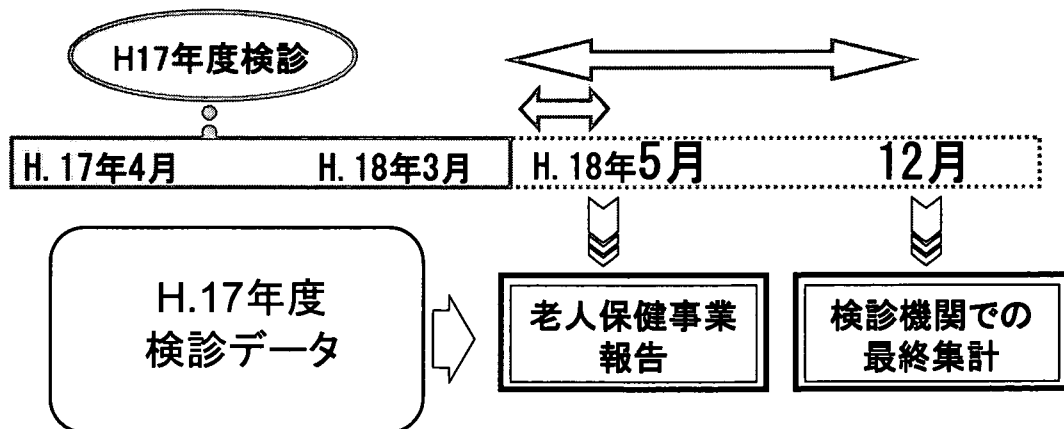 H17年度検診
H. 17年4月
H. 18年3月
H. 18年5月
12月
H.17年度
検診データ
老人保健事業
報告
検診機関での
最終集計